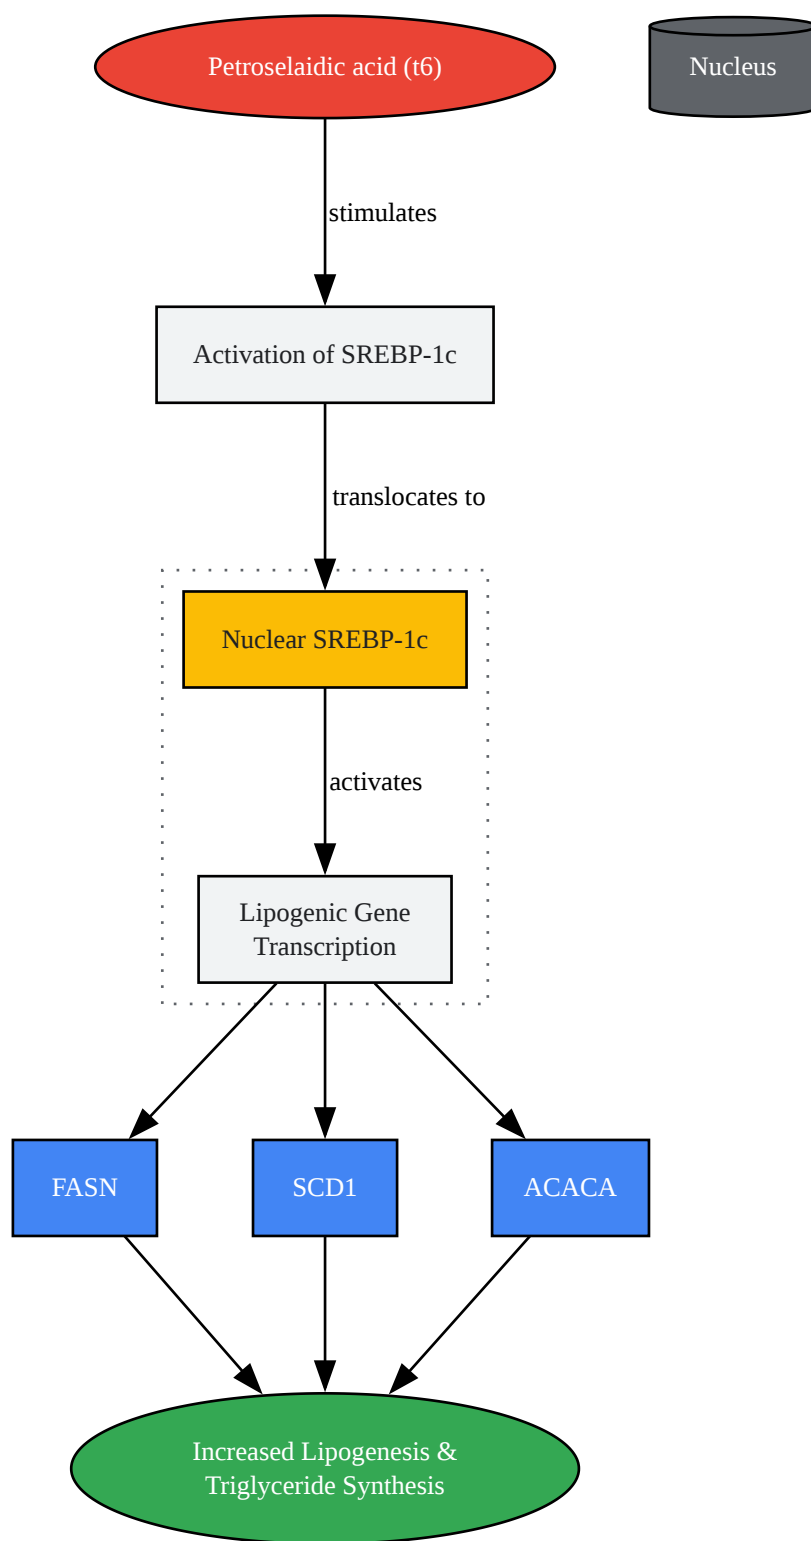 Petroselaidic acid (t6)
Nucleus
stimulates
Activation of SREBP-1c
translocates to
Nuclear SREBP-1c
activates
Lipogenic Gene
Transcription
FASN
SCD1
ACACA
Increased Lipogenesis &
Triglyceride Synthesis